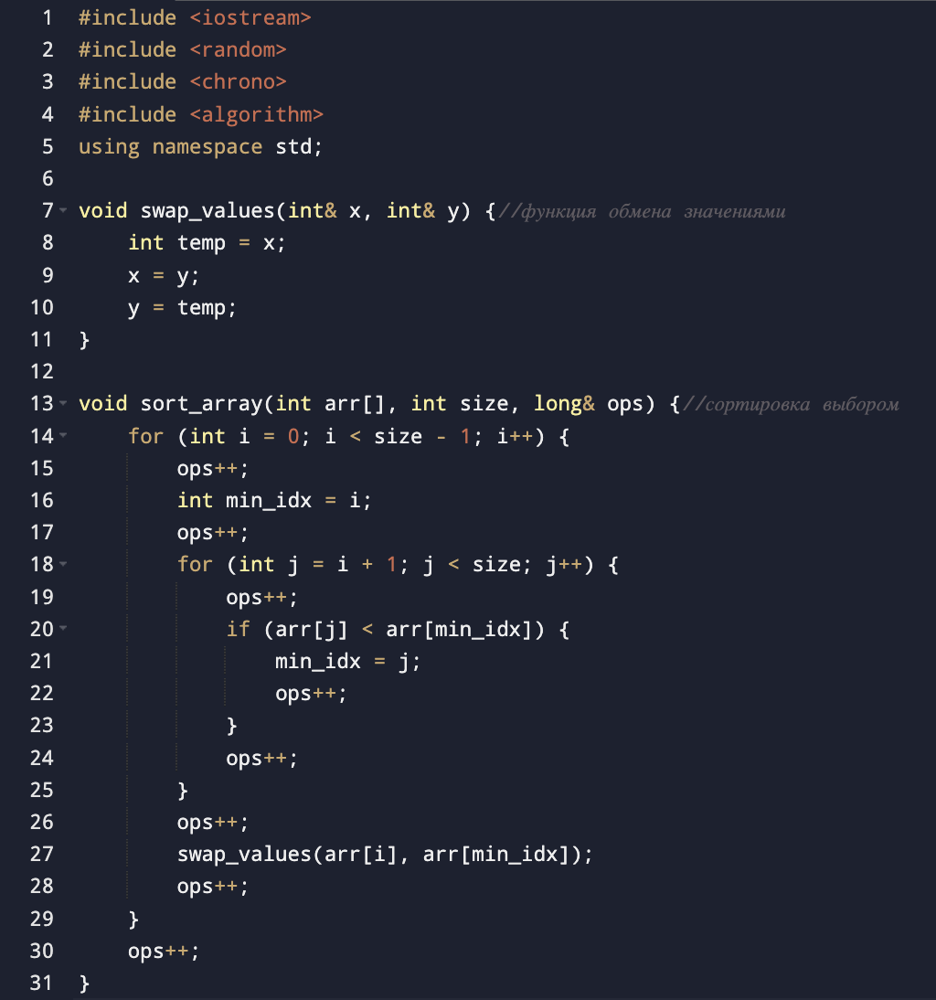 1 #include <iostream>
2 #include <random>
3 #include <chrono>
4 #include <algorithm>
5 using namespace std;
6
7 void swap_values(int& x, int& y) {//функция обмена значениями
8     int temp = x;
9     x = y;
10     y = temp;
11 }
12
13 void sort_array(int arr[], int size, long& ops) {//сортировка выбором
14     for (int i = 0; i < size - 1; i++) {
15         ops++;
16         int min_idx = i;
17         ops++;
18         for (int j = i + 1; j < size; j++) {
19             ops++;
20             if (arr[j] < arr[min_idx]) {
21                 min_idx = j;
22                 ops++;
23             }
24             ops++;
25         }
26         ops++;
27         swap_values(arr[i], arr[min_idx]);
28         ops++;
29     }
30     ops++;
31 }